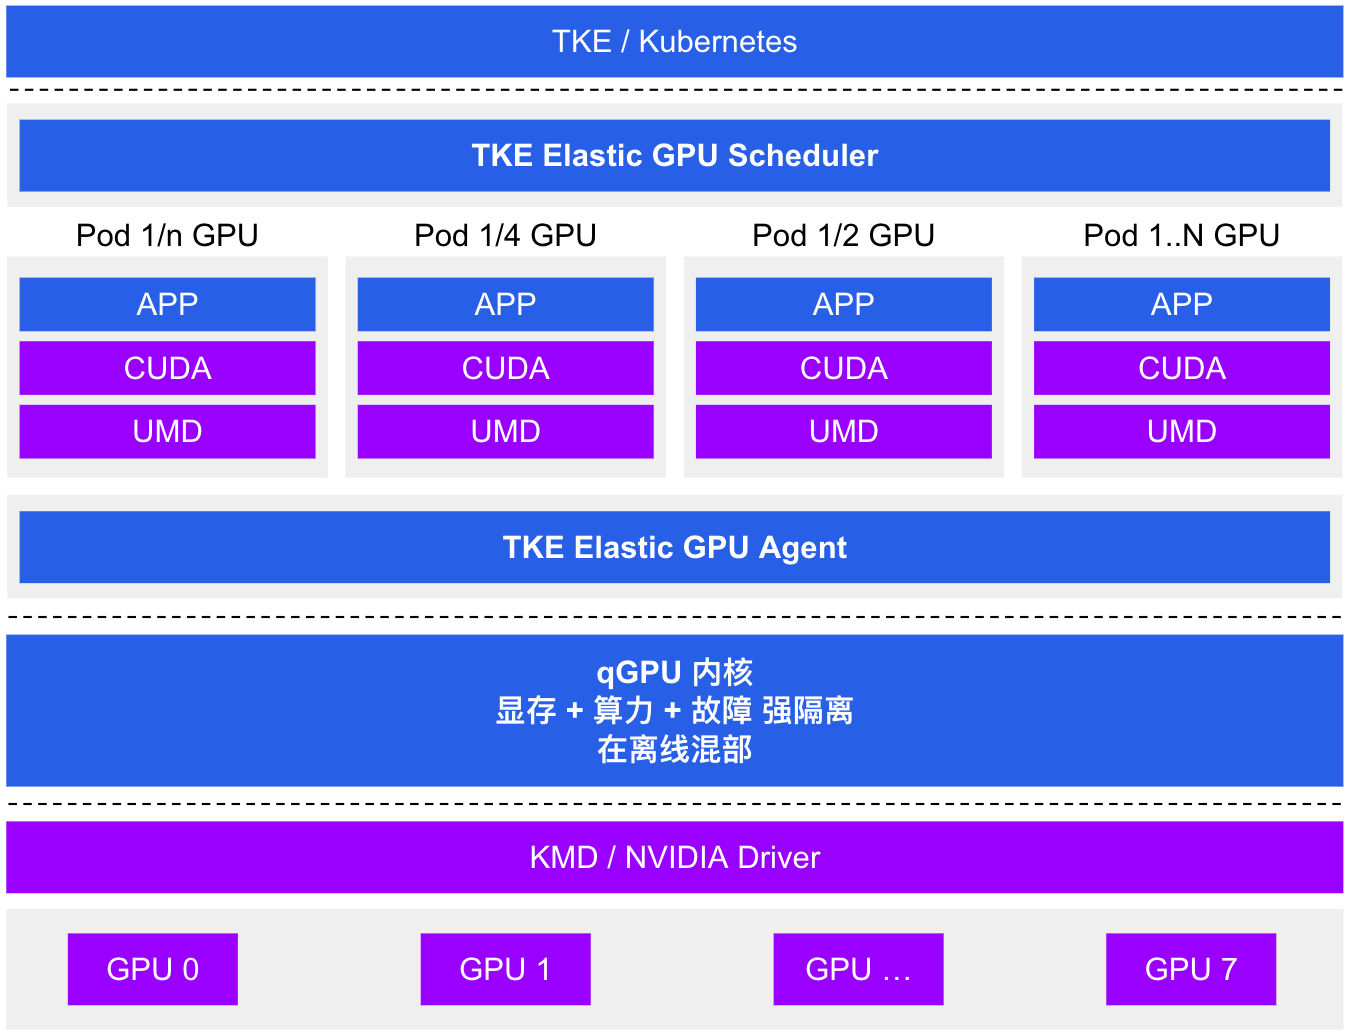 TKE / Kubernetes
TKE Elastic GPU Scheduler
Pod 1/n GPU
Pod 1/4 GPU
Pod 1/2 GPU
Pod 1..N GPU
APP
APP
APP
APP
CUDA
CUDA
CUDA
CUDA
UMD
UMD
UMD
UMD
TKE Elastic GPU Agent
qGPU 内核
显存 + 算力 + 故障 强隔离
在离线混部
KMD / NVIDIA Driver
GPU 0
GPU 1
GPU …
GPU 7